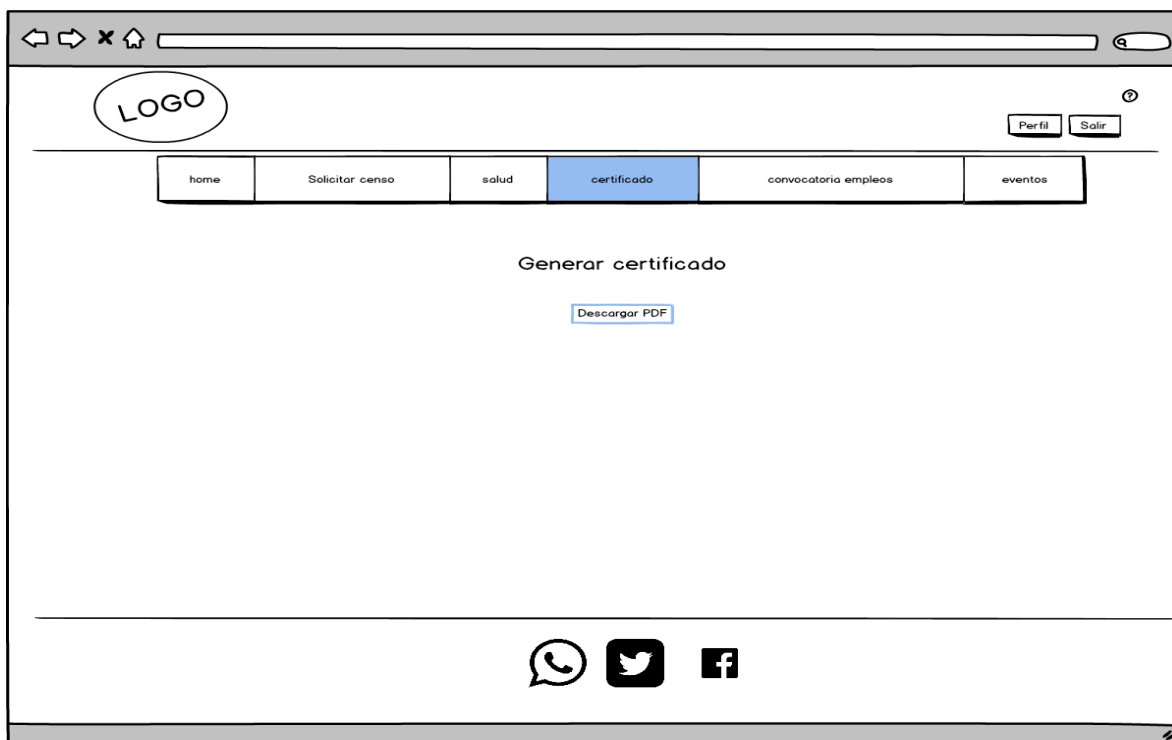 LOGO
?
Perfil Salir
home Solicitar censo salud certificado convocatoria empleos eventos
Generar certificado
Descargar PDF